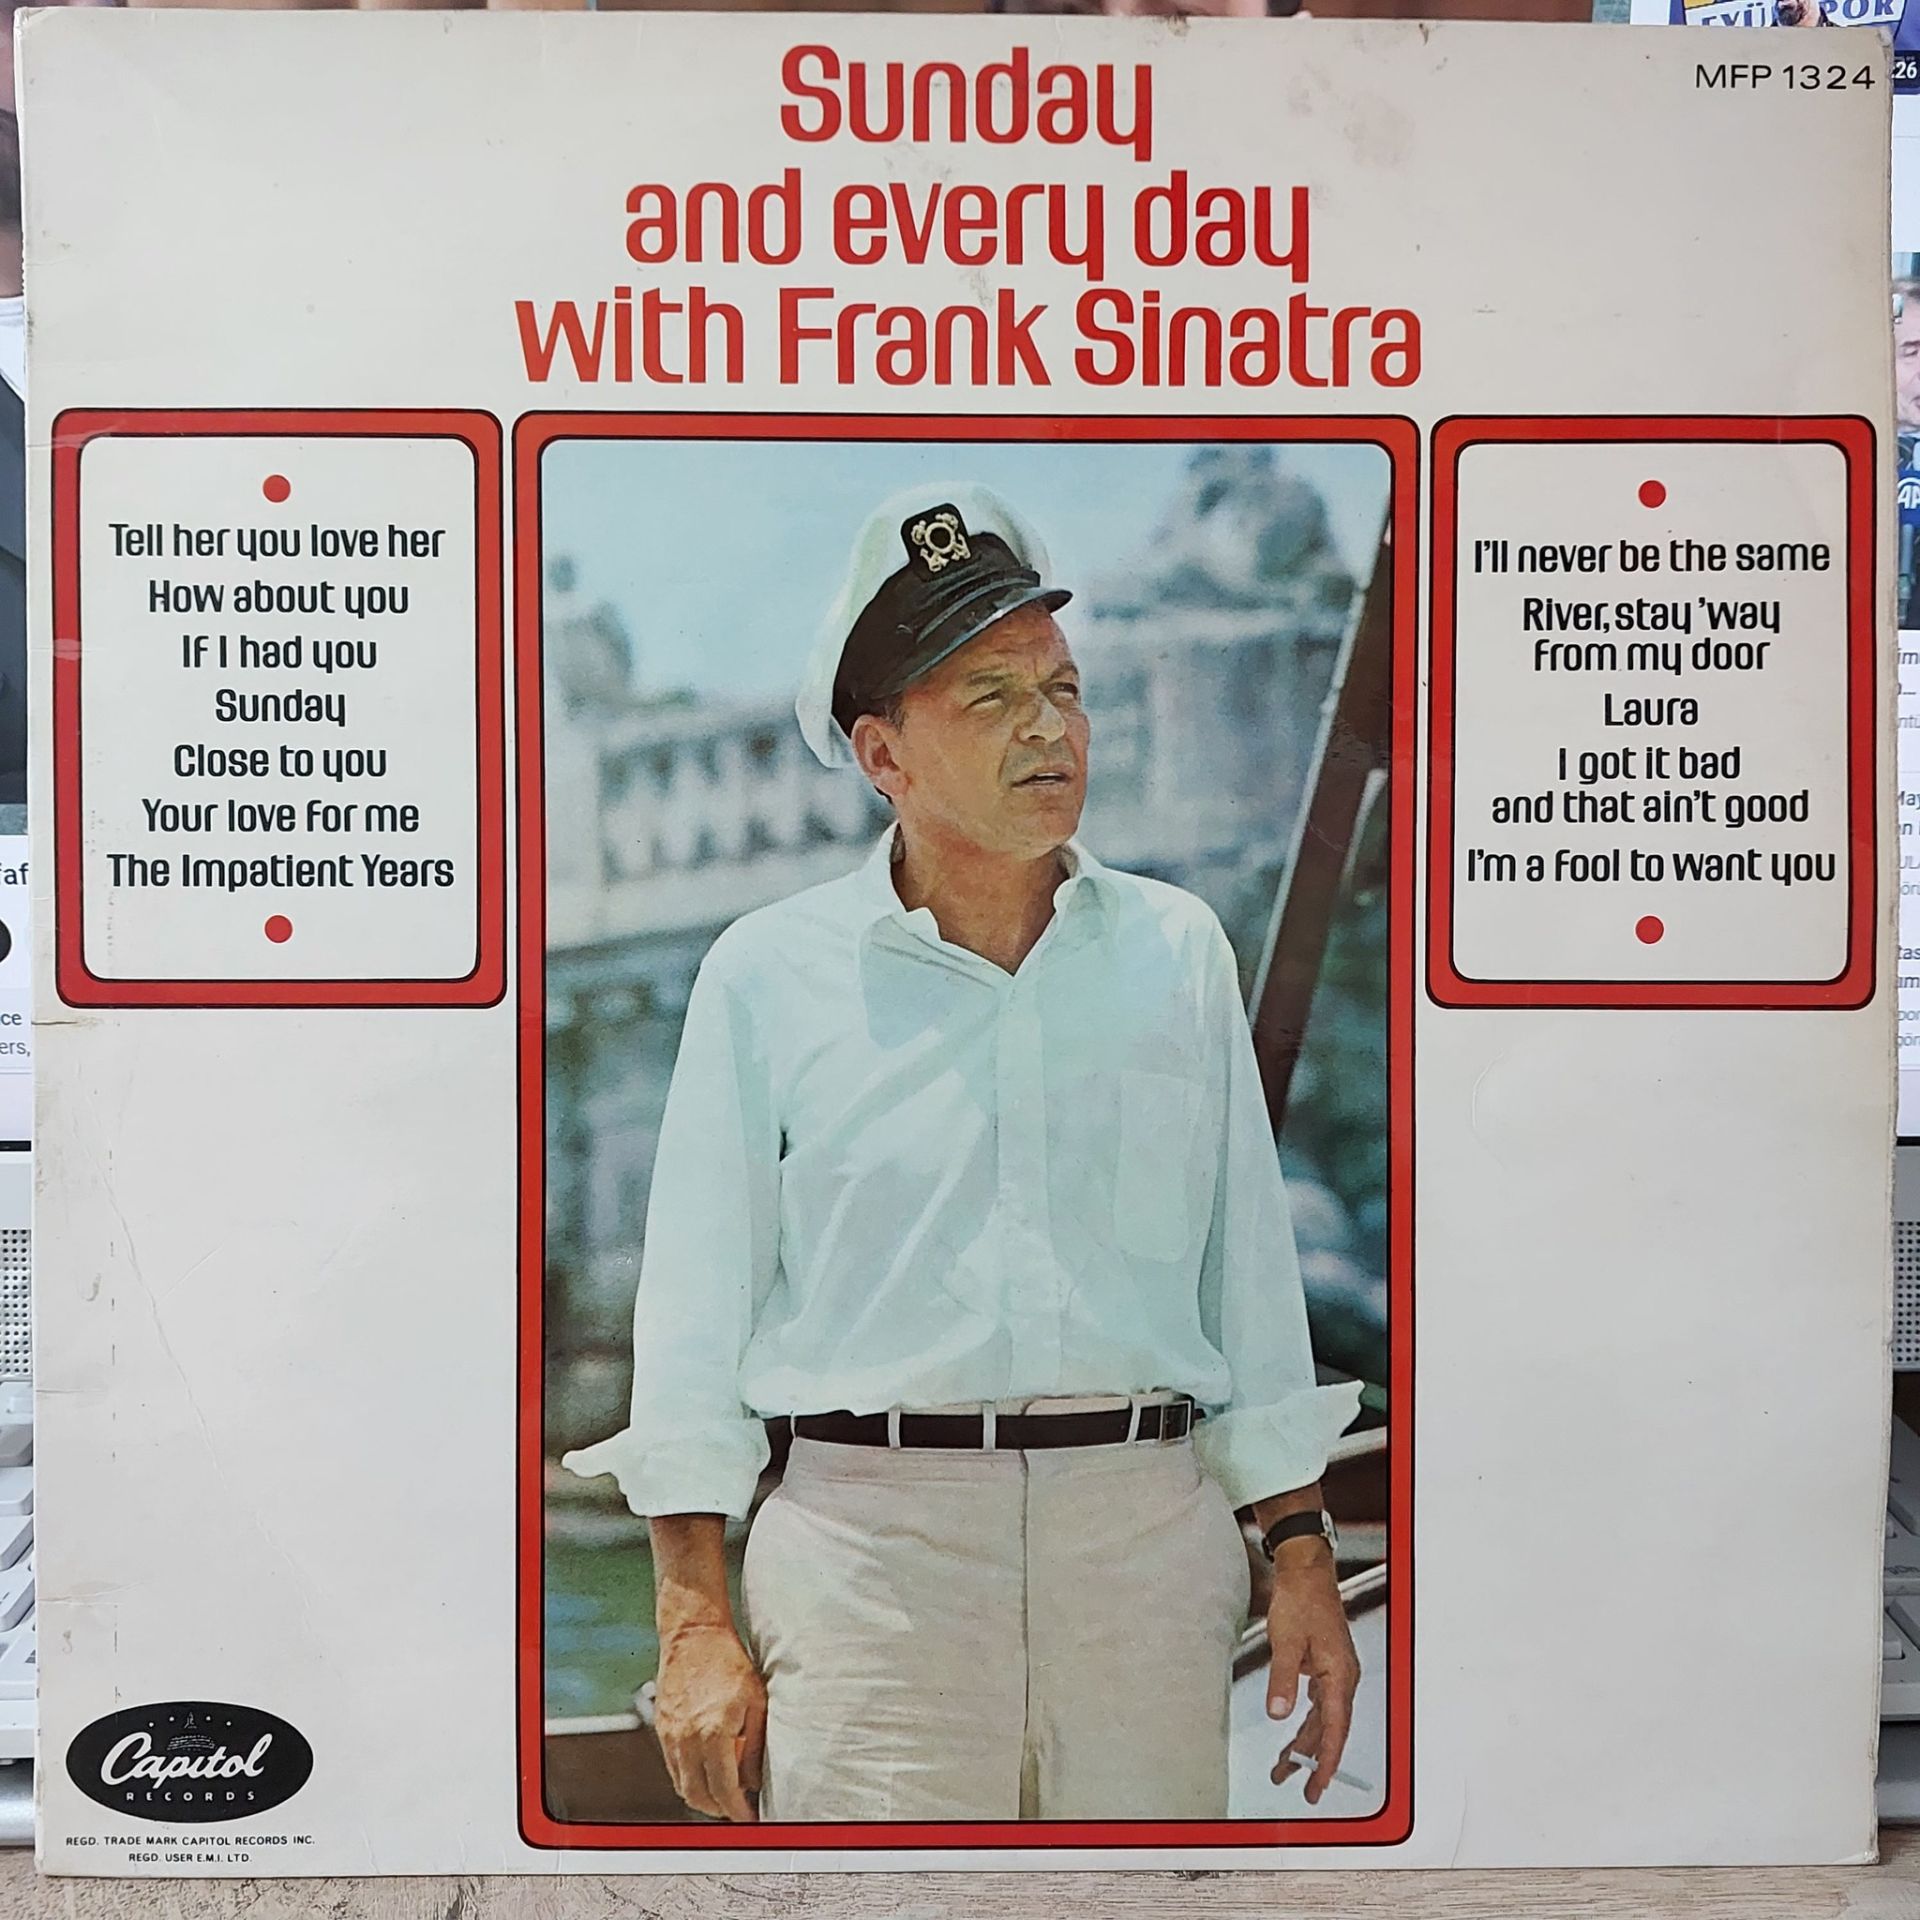 Sunday
and every day
with Frank Sinatra
MFP 1324
Tell her you love her
How about you
If I had you
Sunday
Close to you
Your love for me
The Impatient Years
I'll never be the same
River, stay 'way
from my door
Laura
I got it bad
and that ain't good
I'm a fool to want you
Capitol
RECORDS
REGD. TRADE MARK CAPITOL RECORDS INC.
REGD. USER E.M.I. LTD.